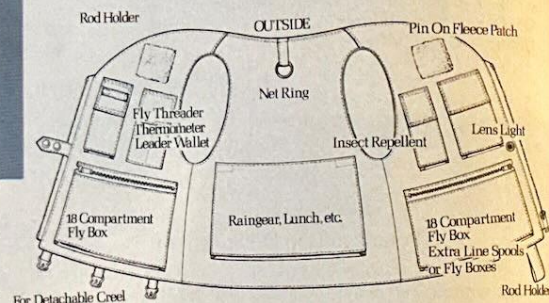 Rod Holder
OUTSIDE
Pin On Fleece Patch
Net Ring
Fly Threader
Thermometer
Leader Wallet
Insect Repellent
Lens Light
18 Compartment
Fly Box
Raingear, Lunch, etc.
18 Compartment
Fly Box
Extra Line Spools
or Fly Boxes
For Detachable Creel
Rod Holder